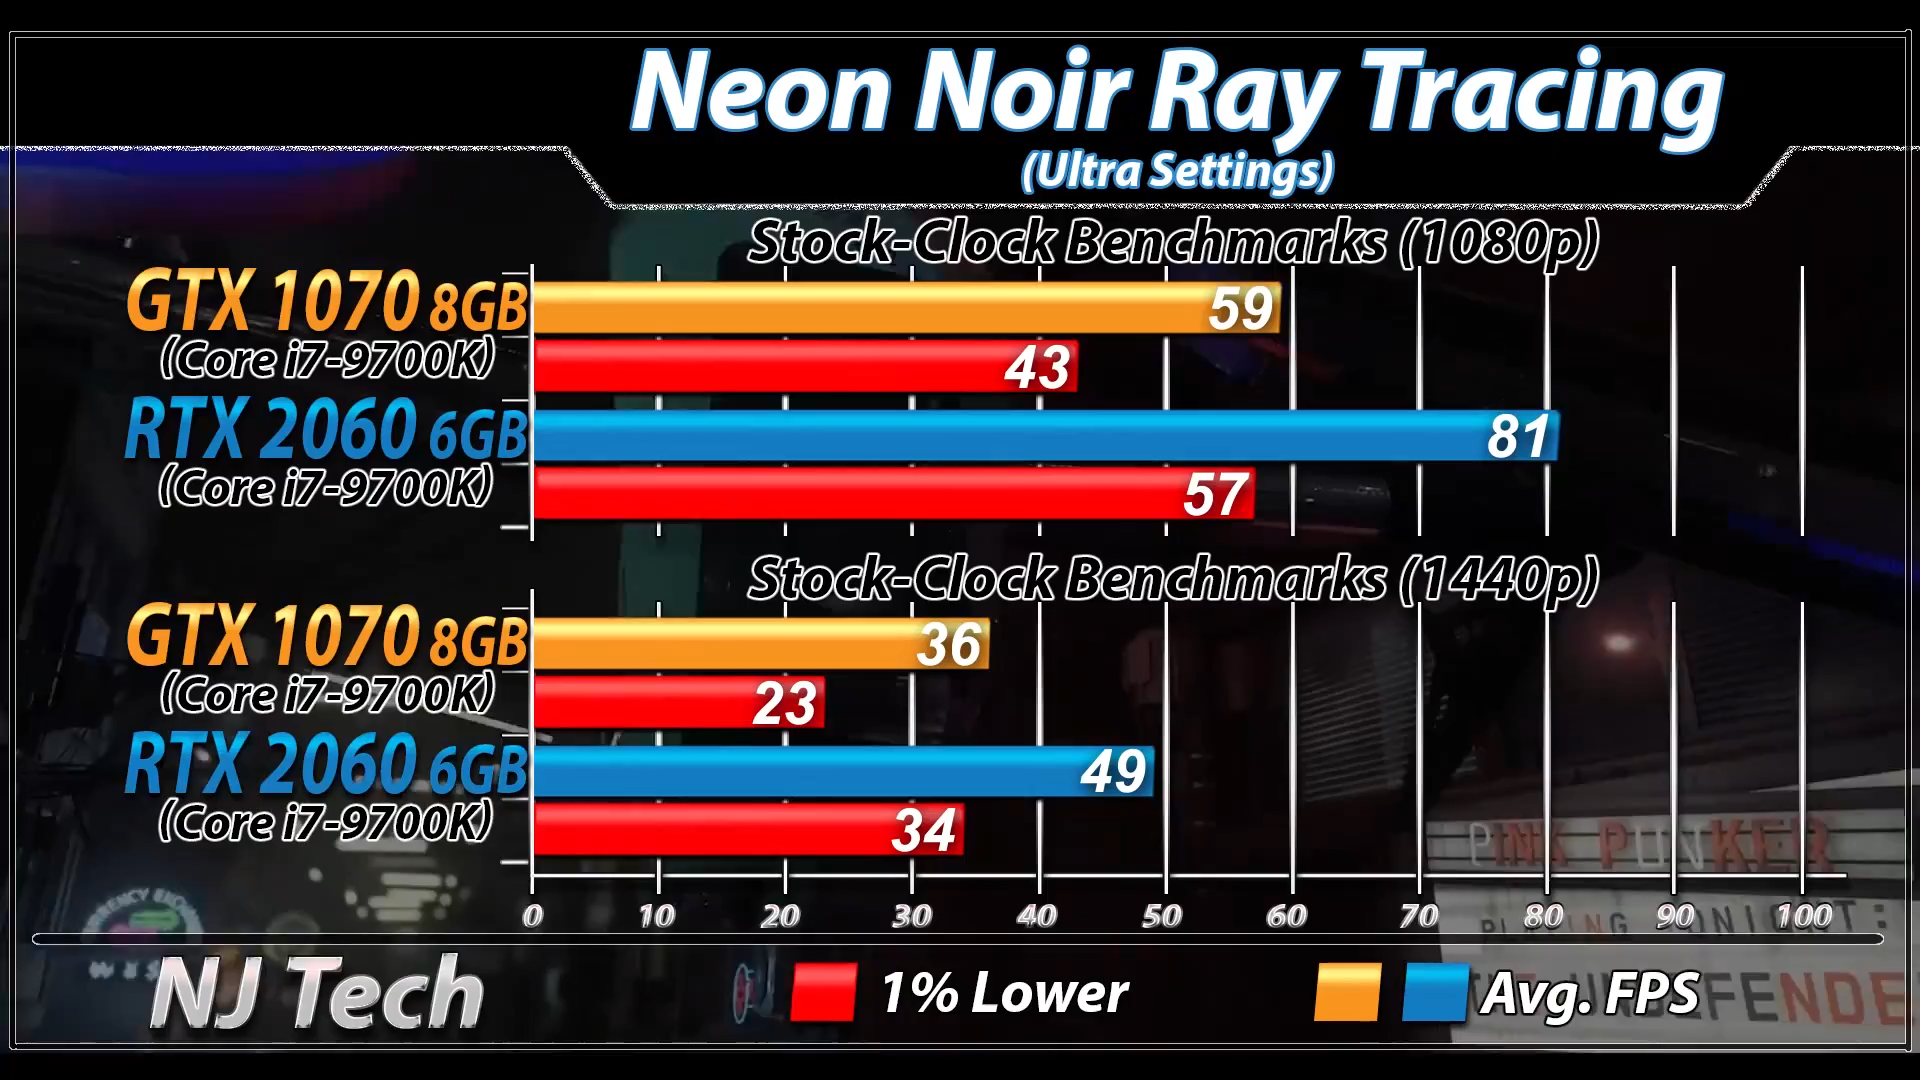 Neon Noir Ray Tracing
(Ultra Settings)
Stock-Clock Benchmarks (1080p)
GTX 1070 8GB
59
(Core i7-9700K)
43
RTX 2060 6GB
81
(Core i7-9700K)
57
Stock-Clock Benchmarks (1440p)
GTX 1070 8GB
36
(Core i7-9700K)
23
RTX 2060 6GB
49
(Core i7-9700K)
34
PINK PUNKER
0 10 20 30 40 50 60 70 80 90 100
NJ Tech
1% Lower
Avg. FPS